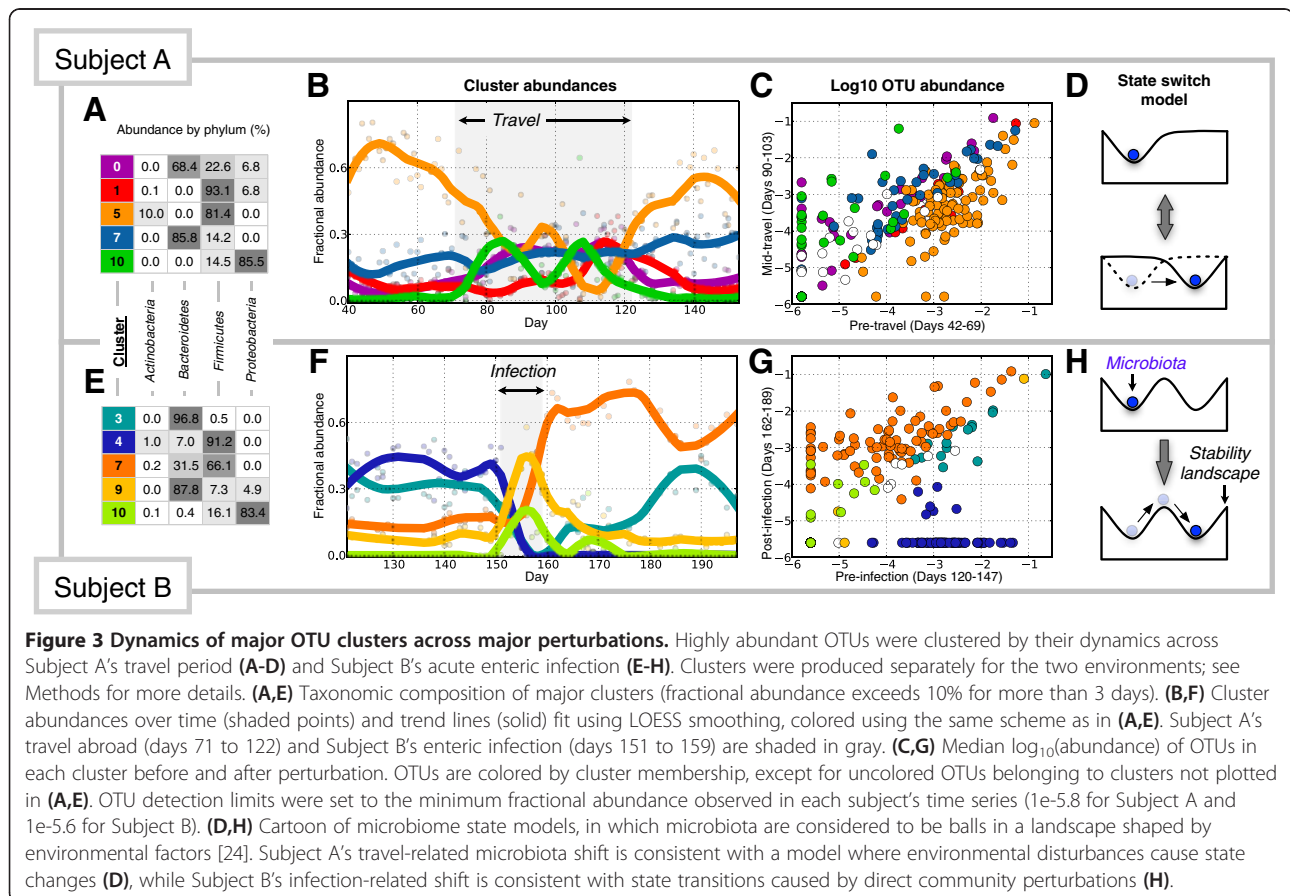 Subject A
A
Abundance by phylum (%)
0 0.0 68.4 22.6 6.8
1 0.1 0.0 93.1 6.8
5 10.0 0.0 81.4 0.0
7 0.0 85.8 14.2 0.0
10 0.0 0.0 14.5 85.5
Cluster
Actinobacteria
Bacteroidetes
Firmicutes
Proteobacteria
B
Cluster abundances
Travel
Fractional abundance
0.6
0.3
0.0
40 60 80 100 120 140
Day
C
Log10 OTU abundance
Mid-travel (Days 90-103)
−1
−2
−3
−4
−5
−6
−6 −5 −4 −3 −2 −1
Pre-travel (Days 42-69)
D
State switch
model
E
3 0.0 96.8 0.5 0.0
4 1.0 7.0 91.2 0.0
7 0.2 31.5 66.1 0.0
9 0.0 87.8 7.3 4.9
10 0.1 0.4 16.1 83.4
F
Infection
Fractional abundance
0.6
0.3
0.0
130 140 150 160 170 180 190
Day
G
Post-infection (Days 162-189)
−1
−2
−3
−4
−5
−6
−6 −5 −4 −3 −2 −1
Pre-infection (Days 120-147)
H
Microbiota
Stability
landscape
Subject B
Figure 3 Dynamics of major OTU clusters across major perturbations. Highly abundant OTUs were clustered by their dynamics across
Subject A's travel period (A-D) and Subject B's acute enteric infection (E-H). Clusters were produced separately for the two environments; see
Methods for more details. (A,E) Taxonomic composition of major clusters (fractional abundance exceeds 10% for more than 3 days). (B,F) Cluster
abundances over time (shaded points) and trend lines (solid) fit using LOESS smoothing, colored using the same scheme as in (A,E). Subject A's
travel abroad (days 71 to 122) and Subject B's enteric infection (days 151 to 159) are shaded in gray. (C,G) Median log10(abundance) of OTUs in
each cluster before and after perturbation. OTUs are colored by cluster membership, except for uncolored OTUs belonging to clusters not plotted
in (A,E). OTU detection limits were set to the minimum fractional abundance observed in each subject's time series (1e-5.8 for Subject A and
1e-5.6 for Subject B). (D,H) Cartoon of microbiome state models, in which microbiota are considered to be balls in a landscape shaped by
environmental factors [24]. Subject A's travel-related microbiota shift is consistent with a model where environmental disturbances cause state
changes (D), while Subject B's infection-related shift is consistent with state transitions caused by direct community perturbations (H).